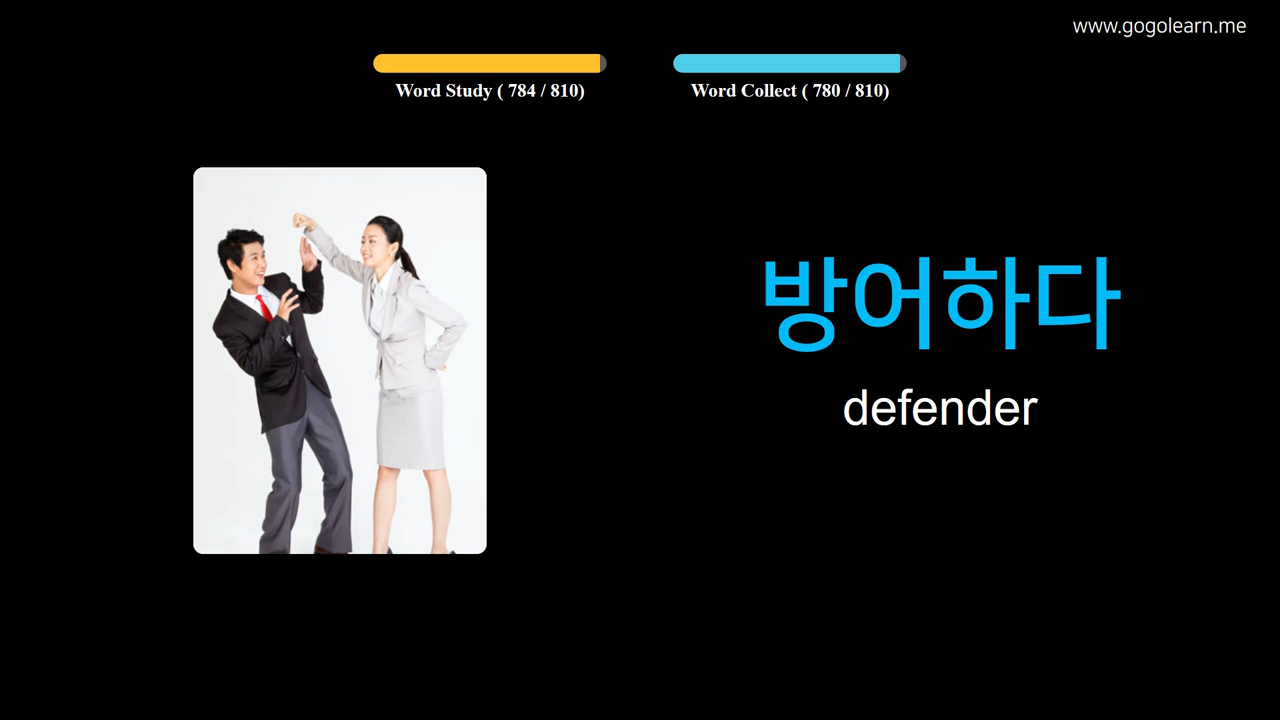 www.gogolearn.me
Word Study ( 784 / 810)
Word Collect ( 780 / 810)
방어하다
defender